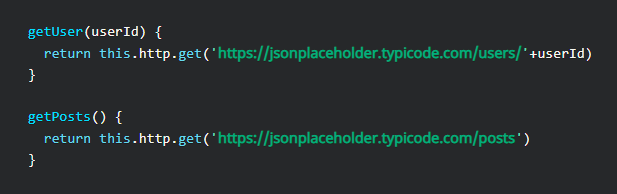 getUser(userId) {
  return this.http.get('https://jsonplaceholder.typicode.com/users/'+userId)
}

getPosts() {
  return this.http.get('https://jsonplaceholder.typicode.com/posts')
}